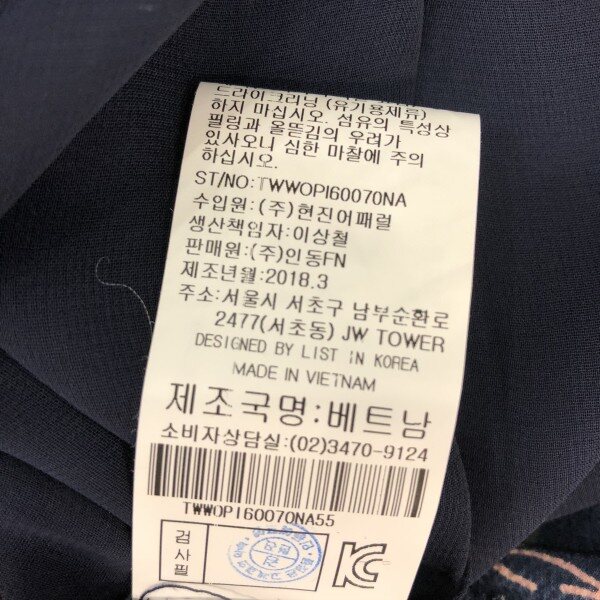 드라이크리닝 (유기용제류)
하지 마십시오. 섬유의 특성상
필링과 올뜯김의 우려가
있사오니 심한 마찰에 주의
하십시오.
ST/NO:TWWOPI60070NA
수입원:(주)현진어패럴
생산책임자:이상철
판매원:(주)인동FN
제조년월:2018.3
주소:서울시 서초구 남부순환로
2477(서초동) JW TOWER
DESIGNED BY LIST IN KOREA
MADE IN VIETNAM
제조국명:베트남
소비자상담실:(02)3470-9124
TWWOPI60070NA55
검사필